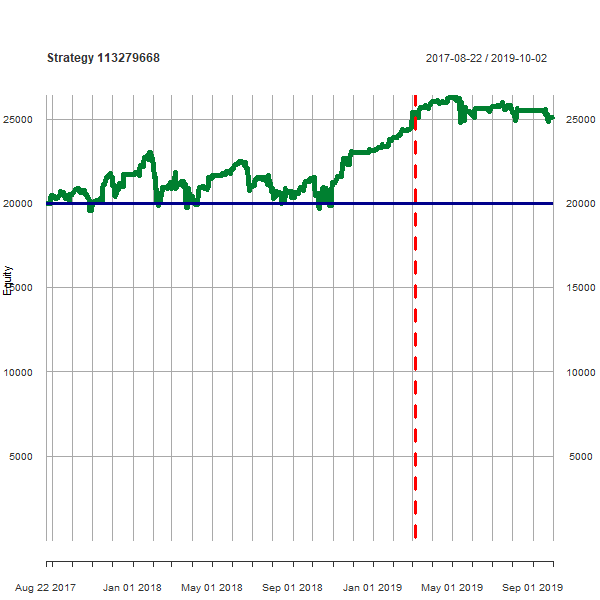 Strategy 113279668
2017-08-22 / 2019-10-02
25000
25000
20000
20000
Equity
15000
15000
10000
10000
5000
5000
Aug 22 2017
Jan 01 2018
May 01 2018
Sep 01 2018
Jan 01 2019
May 01 2019
Sep 01 2019